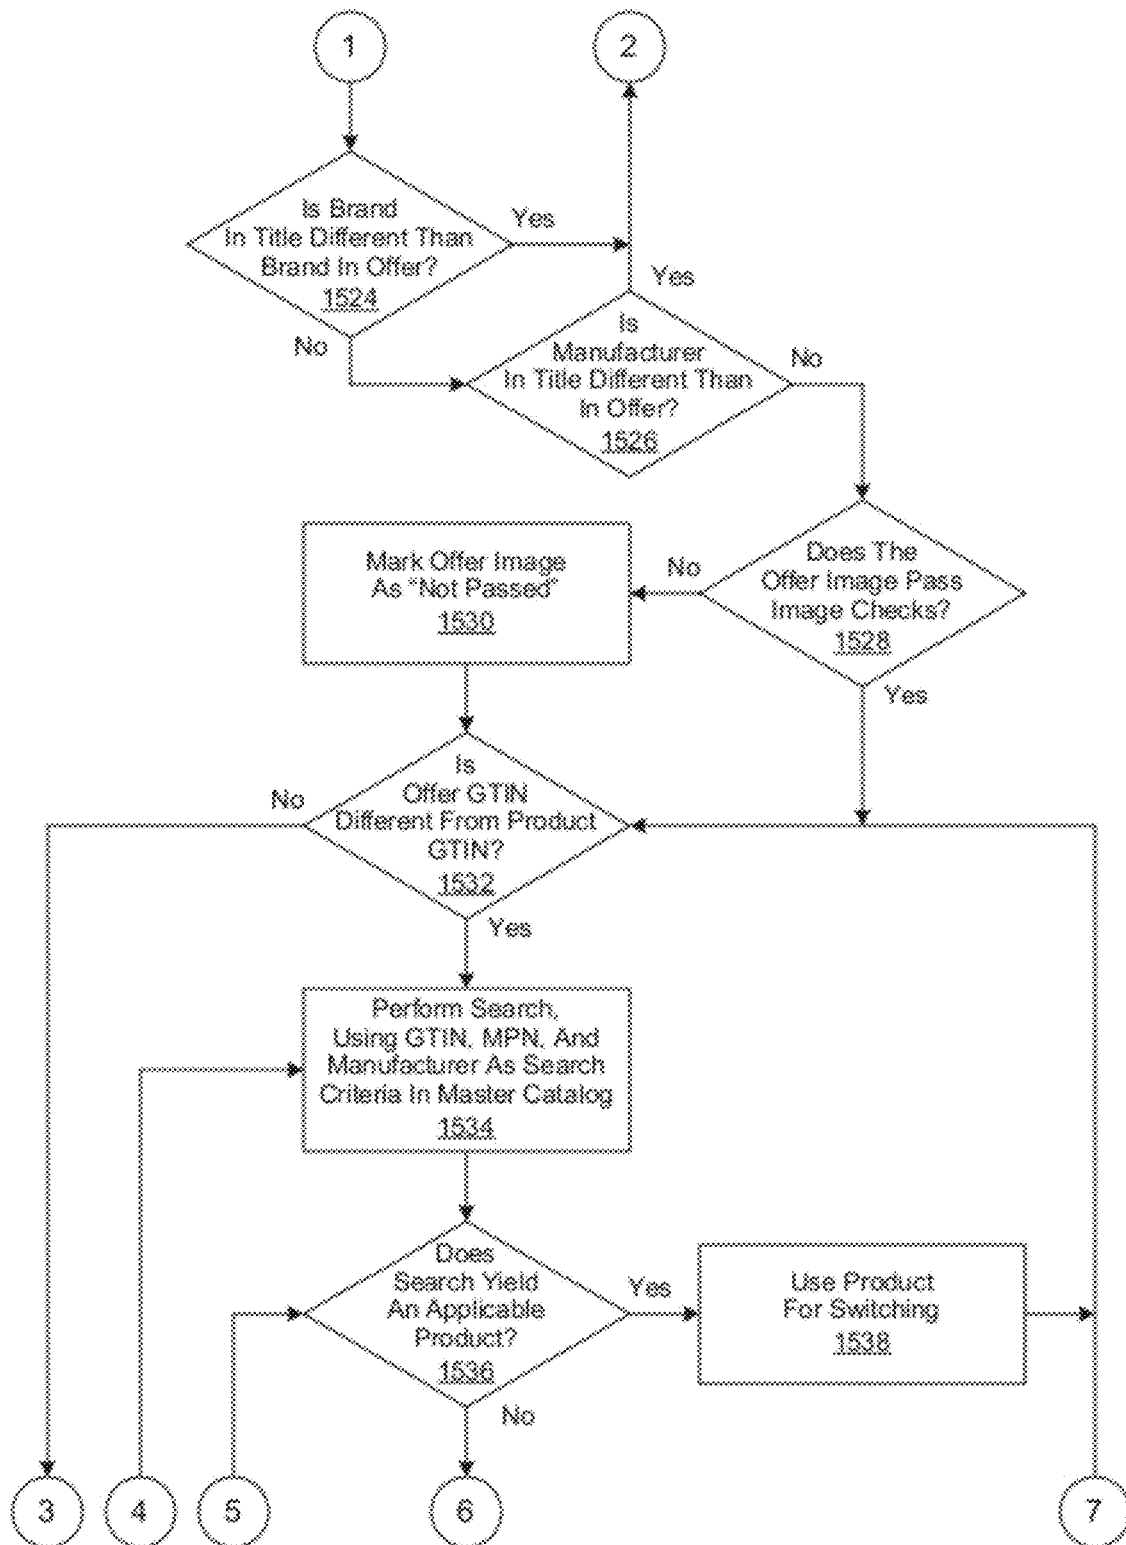 1
2
Is Brand
In Title Different Than
Brand In Offer?
1524
Yes
No
Yes
Is
Manufacturer
In Title Different Than
In Offer?
1526
No
Does The
Offer Image Pass
Image Checks?
1528
No
Yes
Mark Offer Image
As "Not Passed"
1530
Is
Offer GTIN
Different From Product
GTIN?
1532
No
Yes
Perform Search,
Using GTIN, MPN, And
Manufacturer As Search
Criteria In Master Catalog
1534
Does
Search Yield
An Applicable
Product?
1536
Yes
No
Use Product
For Switching
1538
3
4
5
6
7